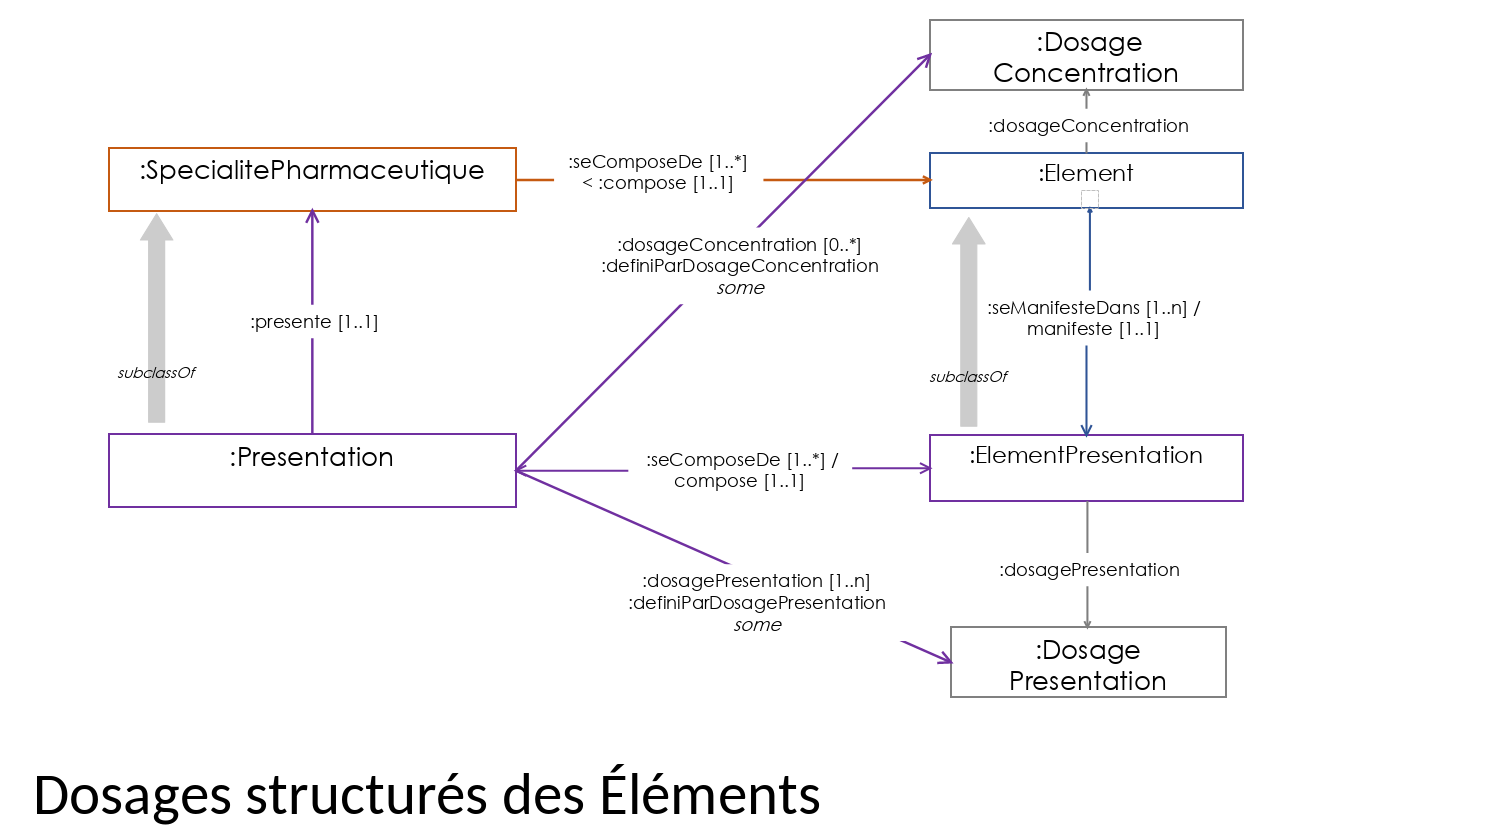 :Dosage
Concentration
:dosageConcentration
:SpecialitePharmaceutique
:seComposeDe [1..*]
< :compose [1..1]
:Element
:dosageConcentration [0..*]
:definiParDosageConcentration
some
:presente [1..1]
:seManifesteDans [1..n] /
manifeste [1..1]
subclassOf
subclassOf
:Presentation
:seComposeDe [1..*] /
compose [1..1]
:ElementPresentation
:dosagePresentation
:dosagePresentation [1..n]
:definiParDosagePresentation
some
:Dosage
Presentation
Dosages structurés des Éléments